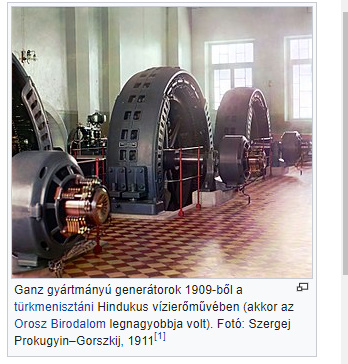 Ganz gyártmányú generátorok 1909-ből a
türkmenisztáni Hindukus vízierőművében (akkor az
Orosz Birodalom legnagyobbja volt). Fotó: Szergej
Prokugyin–Gorszkij, 1911[1]